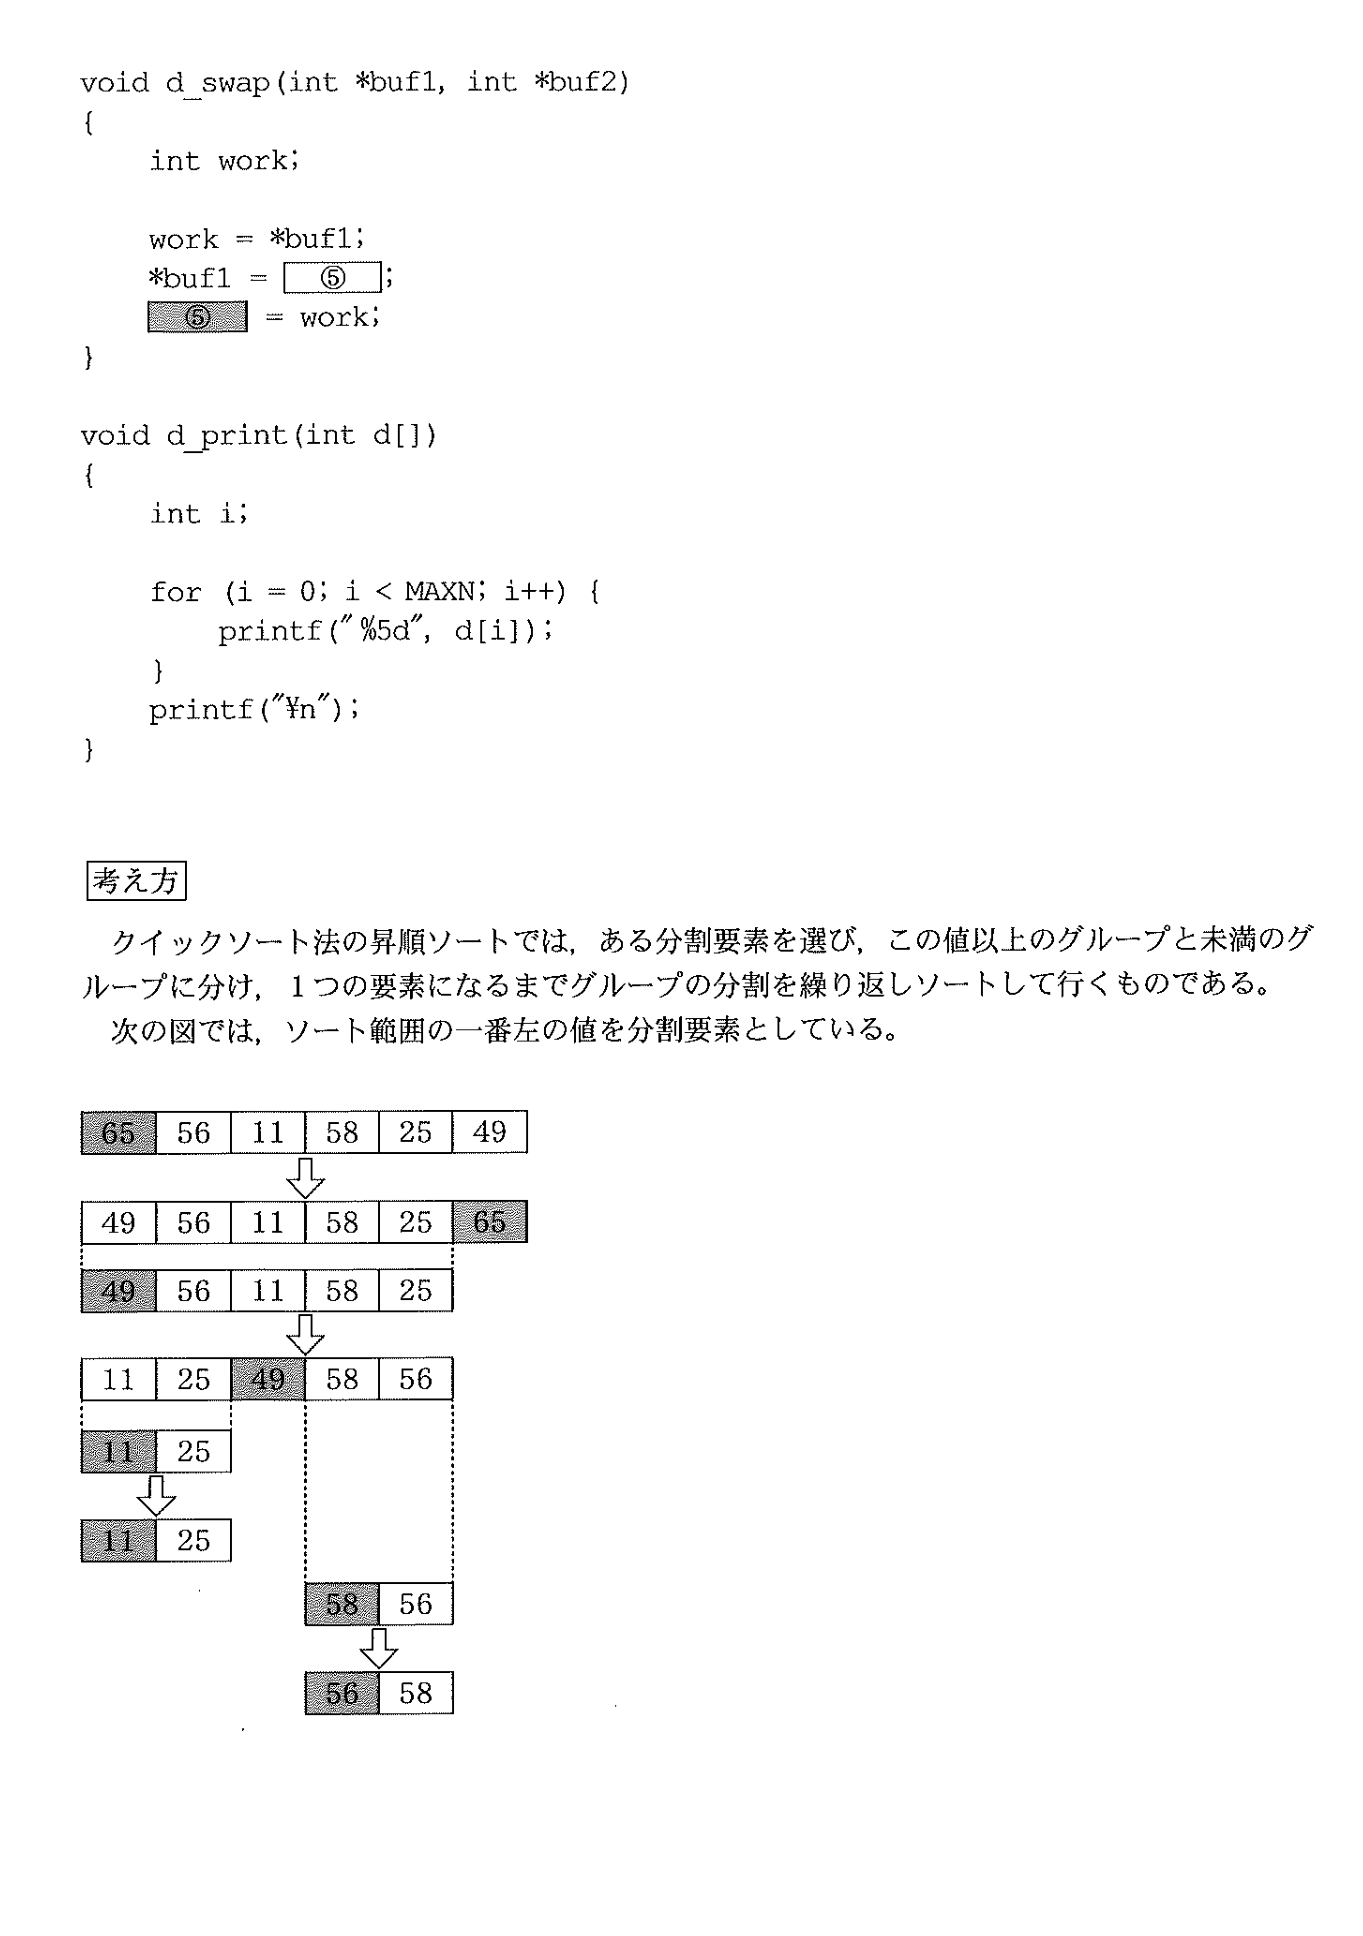 void d_swap(int *buf1, int *buf2)
{
    int work;
    work = *buf1;
    *buf1 = ⑤;
    ⑤ = work;
}
void d_print(int d[])
{
    int i;
    for (i = 0; i < MAXN; i++) {
        printf("%5d", d[i]);
    }
    printf("¥n");
}
考え方
クイックソート法の昇順ソートでは，ある分割要素を選び，この値以上のグループと未満のグ
ループに分け，1つの要素になるまでグループの分割を繰り返しソートして行くものである。
次の図では，ソート範囲の一番左の値を分割要素としている。
65 56 11 58 25 49
49 56 11 58 25 65
49 56 11 58 25
11 25 49 58 56
11 25
11 25
58 56
56 58